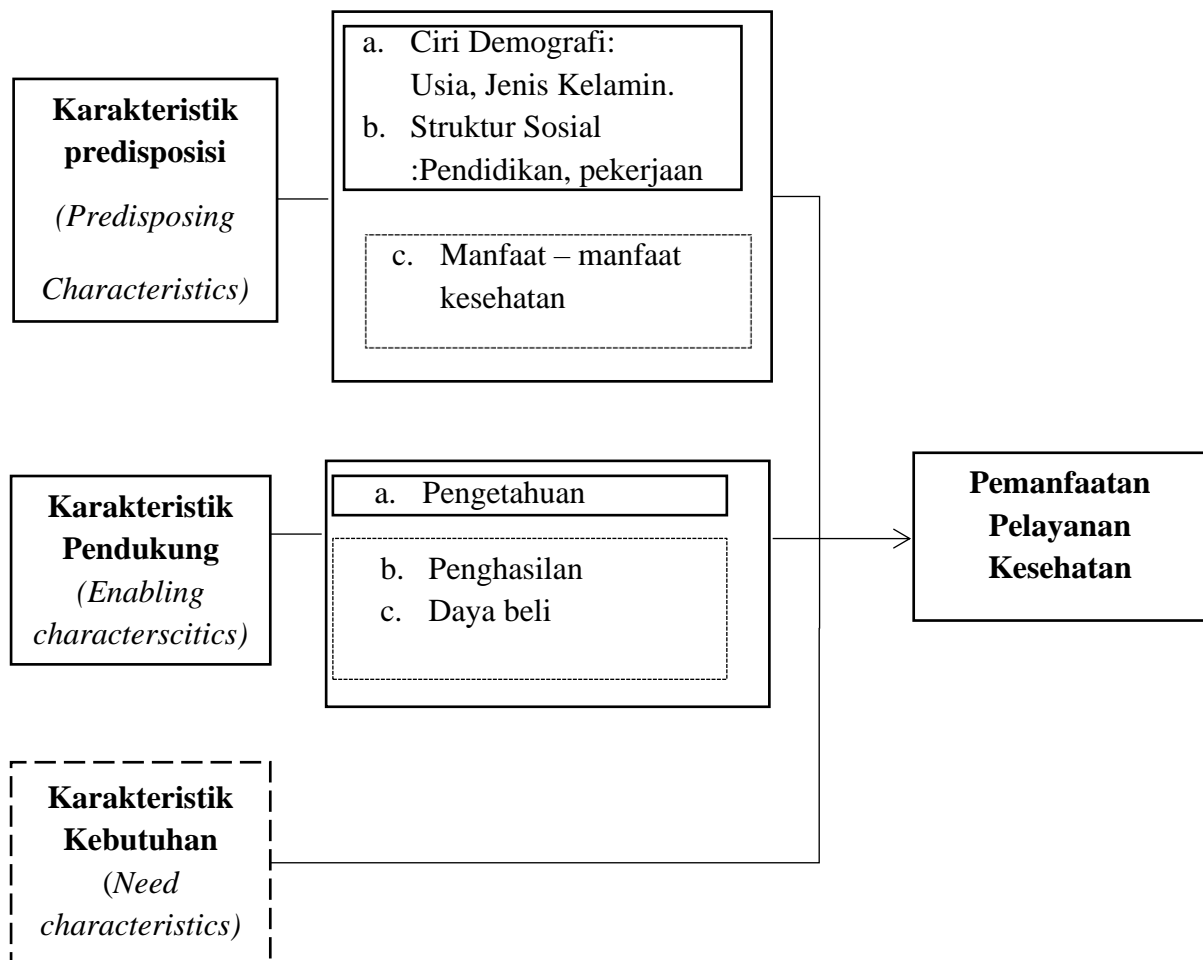 Karakteristik
predisposisi
(Predisposing
Characteristics)
a. Ciri Demografi:
Usia, Jenis Kelamin.
b. Struktur Sosial
:Pendidikan, pekerjaan
c. Manfaat – manfaat
kesehatan
Karakteristik
Pendukung
(Enabling
characterscitics)
a. Pengetahuan
b. Penghasilan
c. Daya beli
Pemanfaatan
Pelayanan
Kesehatan
Karakteristik
Kebutuhan
(Need
characteristics)